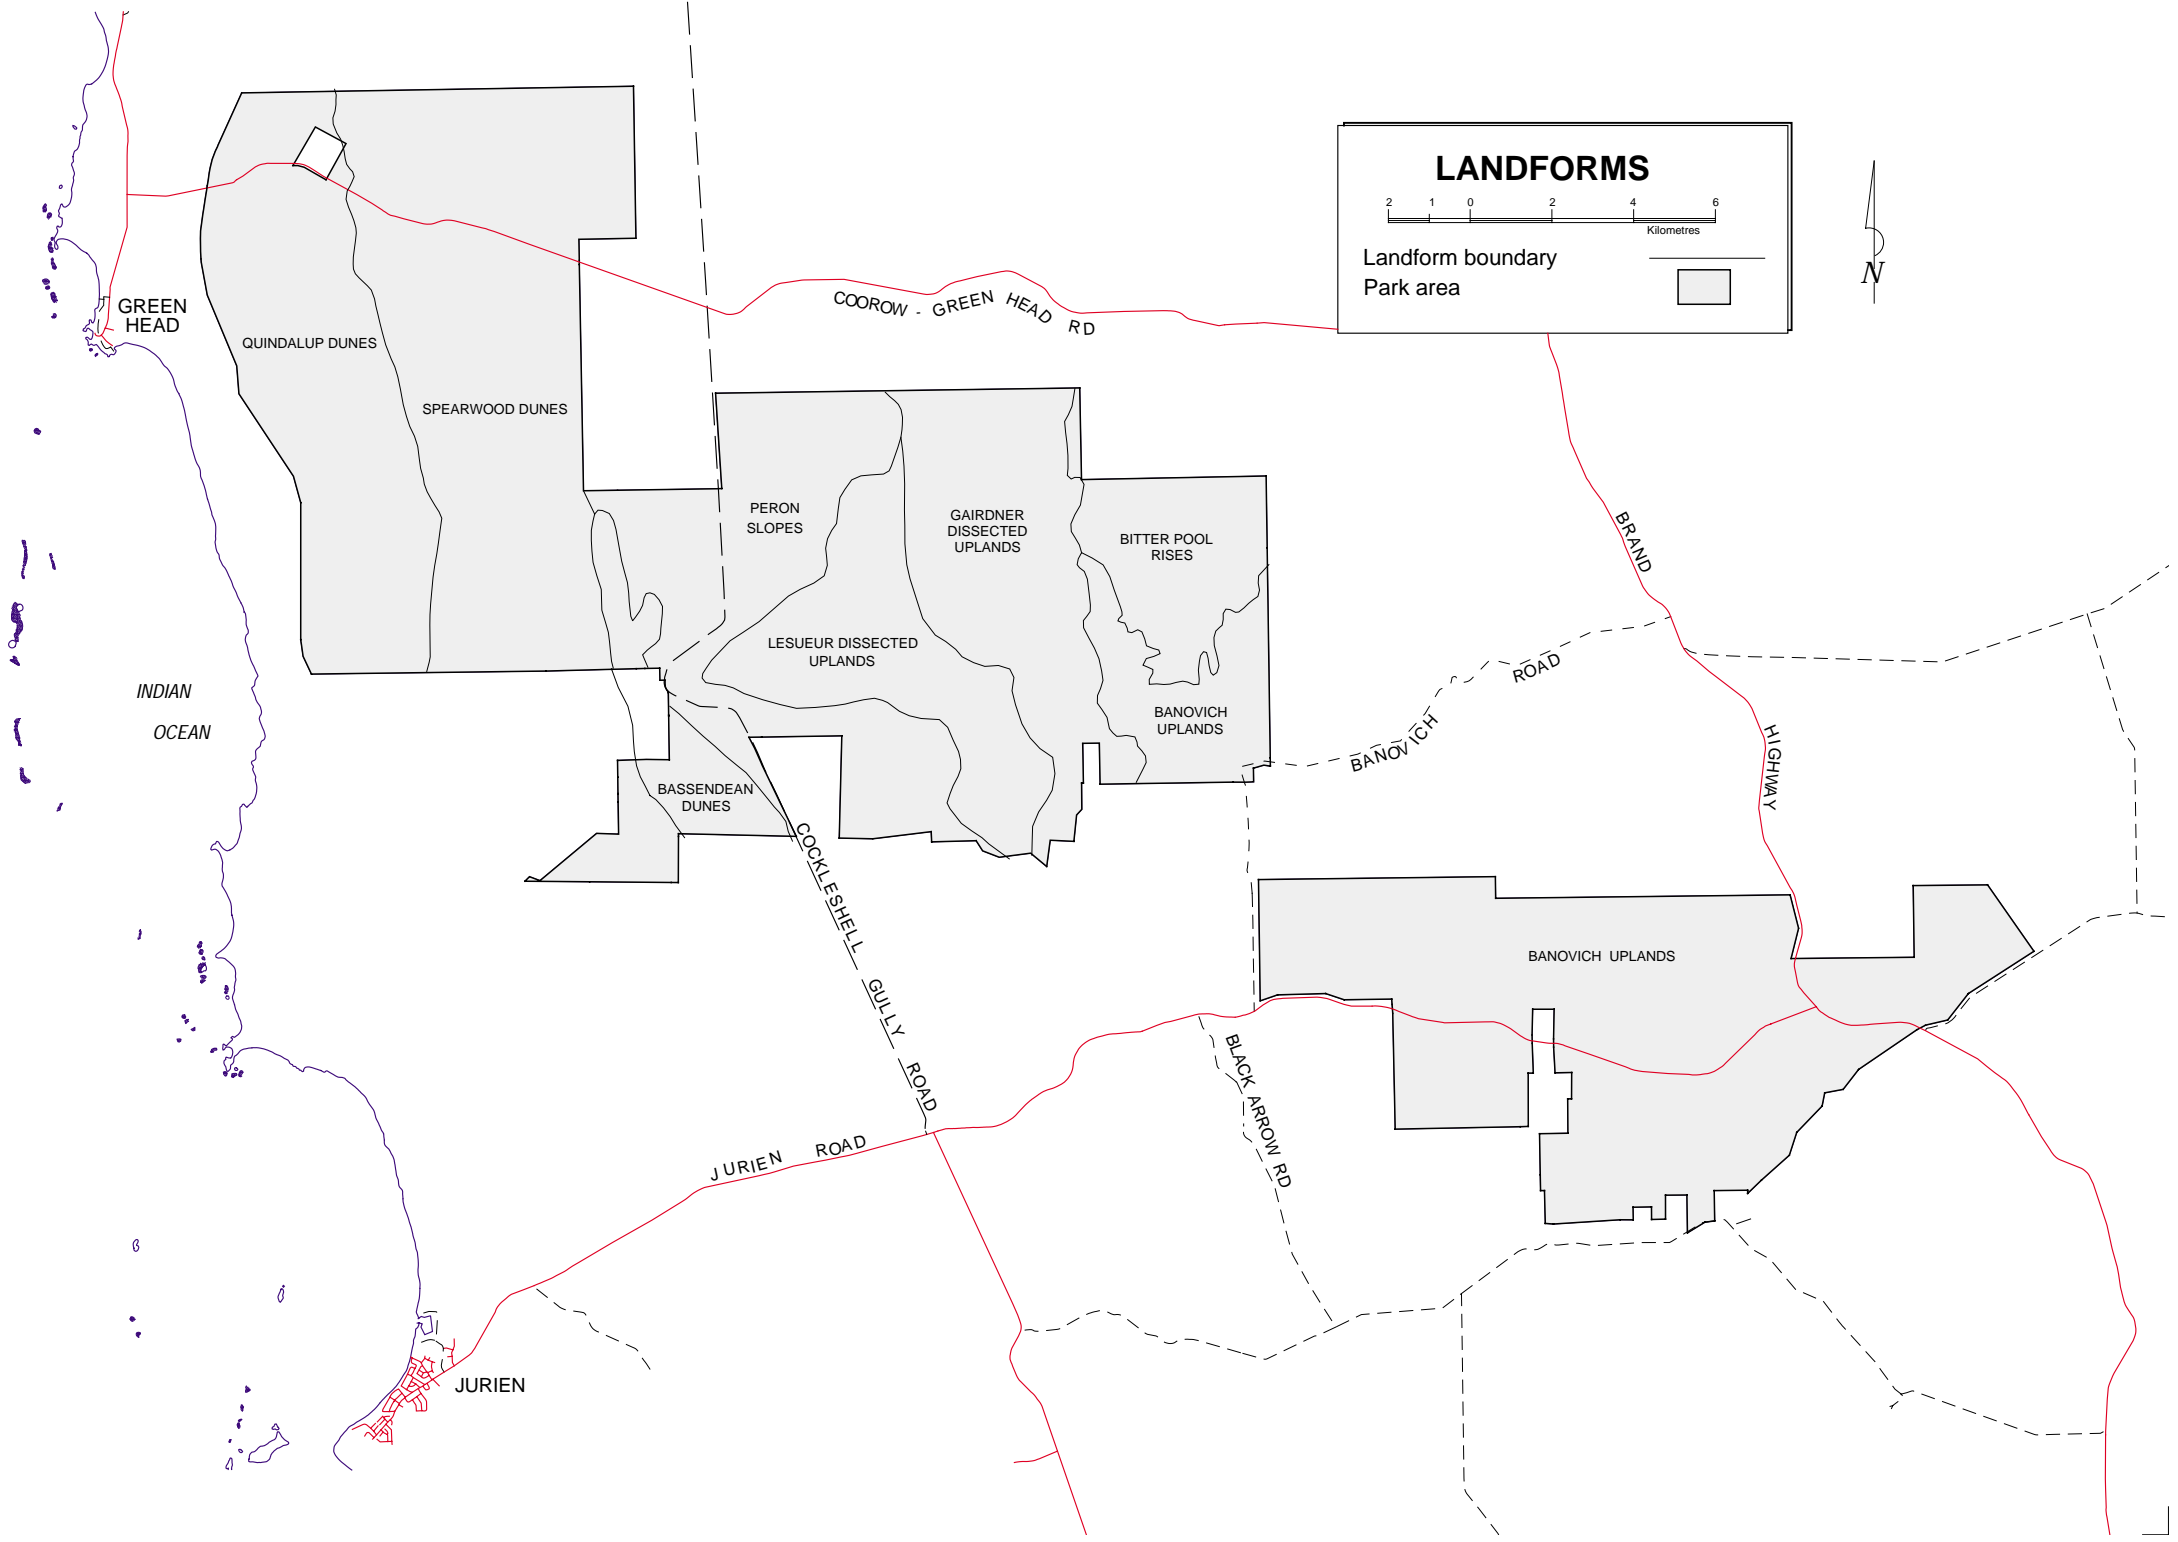 LANDFORMS
2 1 0 2 4 6
Kilometres
Landform boundary
Park area
N
GREEN
HEAD
COOROW - GREEN HEAD RD
QUINDALUP DUNES
SPEARWOOD DUNES
PERON
SLOPES
GAIRDNER
DISSECTED
UPLANDS
BITTER POOL
RISES
BRAND
HIGHWAY
LESUEUR DISSECTED
UPLANDS
BANOVICH
UPLANDS
BANOVICH ROAD
INDIAN
OCEAN
BASSENDEAN
DUNES
COCKLESHELL GULLY ROAD
BANOVICH UPLANDS
BLACK ARROW RD
JURIEN ROAD
JURIEN